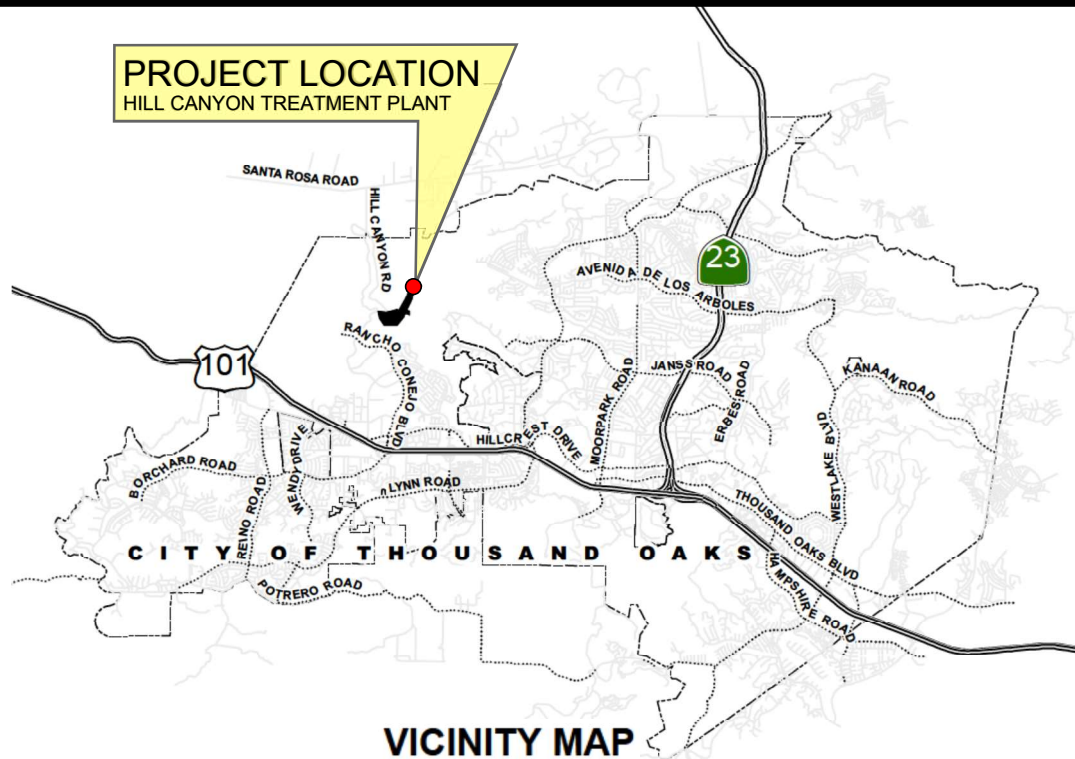 PROJECT LOCATION
HILL CANYON TREATMENT PLANT
SANTA ROSA ROAD
HILL CANYON RD
23
AVENIDA DE LOS ARBOLES
RANCHO CONEJO BLVD
101
JANSS ROAD
KANAAN ROAD
MOORPARK ROAD
ERBES ROAD
HILLCREST DRIVE
WESTLAKE BLVD
BORCHARD ROAD
WENDY DRIVE
REINO ROAD
n LYNN ROAD
THOUSAND OAKS BLVD
CITY OF THOUSAND OAKS
HAMPSHIRE ROAD
POTRERO ROAD
VICINITY MAP